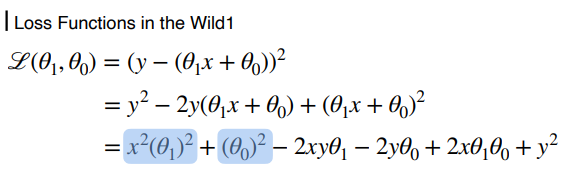 | Loss Functions in the Wild1
ℒ(θ₁, θ₀) = (y – (θ₁x + θ₀))²
= y² – 2y(θ₁x + θ₀) + (θ₁x + θ₀)²
= x²(θ₁)² + (θ₀)² – 2xyθ₁ – 2yθ₀ + 2xθ₁θ₀ + y²